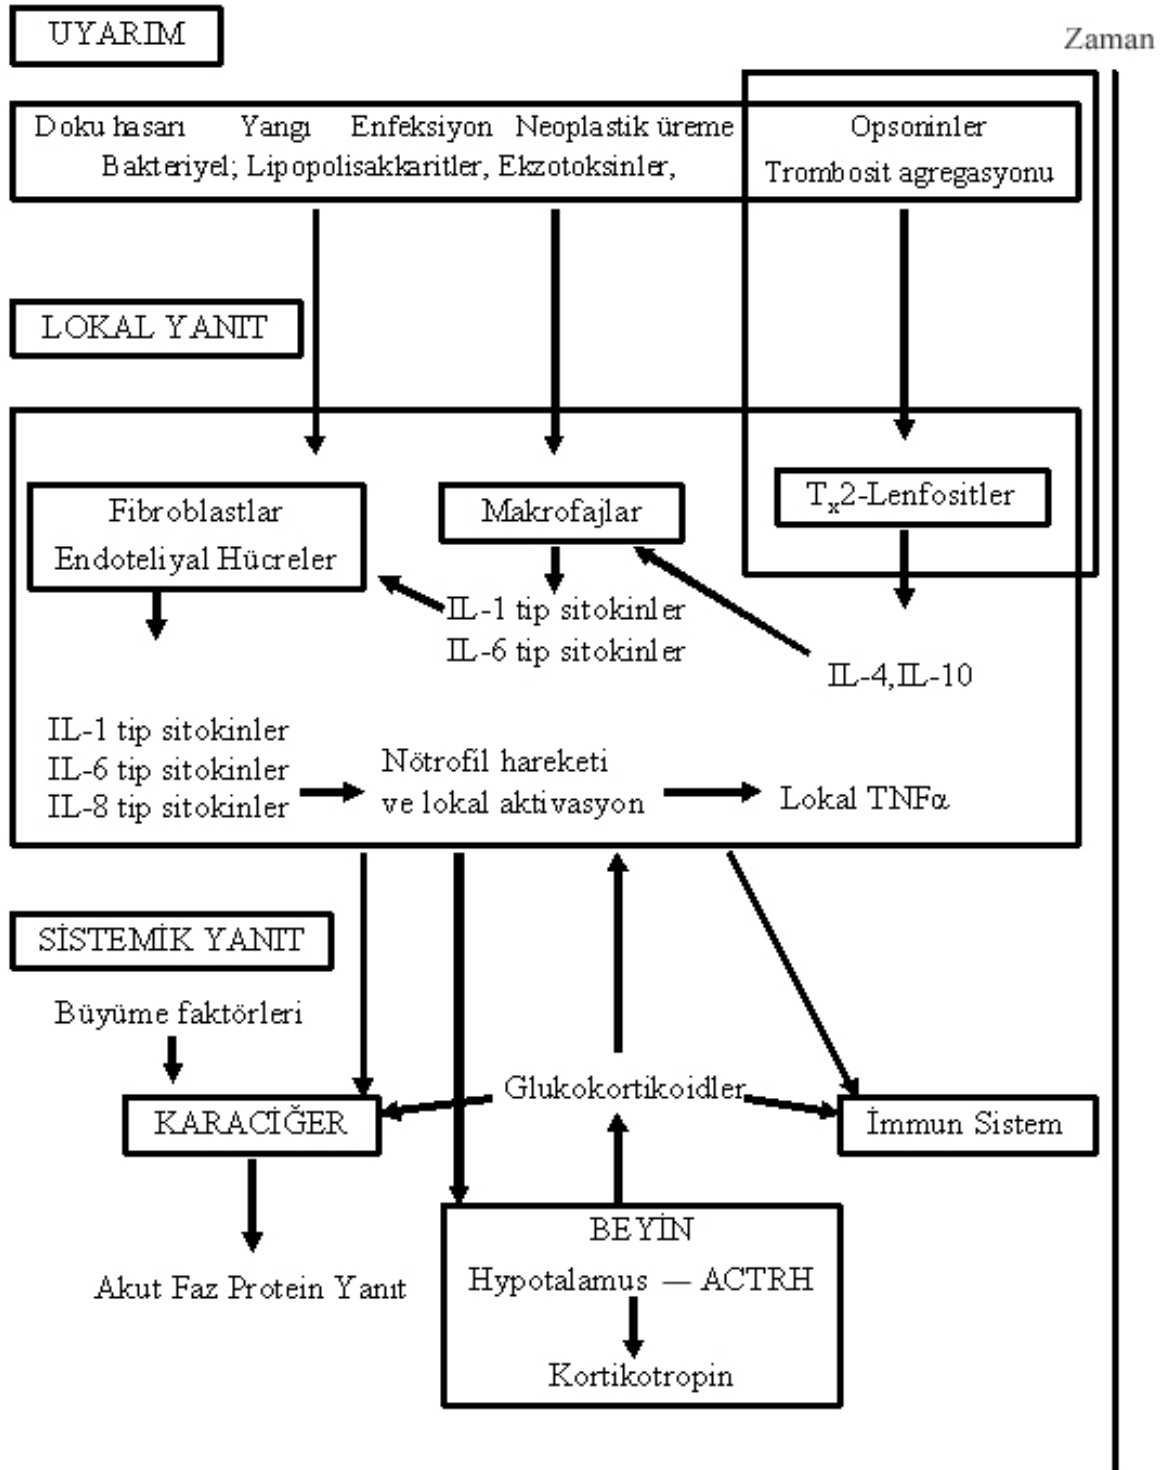 UYARIM
Zaman
Doku hasarı Yangı Enfeksiyon Neoplastik üreme
Bakteriyel; Lipopolisakkaritler, Ekzotoksinler,
Opsoninler
Trombosit agregasyonu
LOKAL YANIT
Fibroblastlar
Endoteliyal Hücreler
Makrofajlar
Tx2-Lenfositler
IL-1 tip sitokinler
IL-6 tip sitokinler
IL-4,IL-10
IL-1 tip sitokinler
IL-6 tip sitokinler
IL-8 tip sitokinler
Nötrofil hareketi
ve lokal aktivasyon
Lokal TNFα
SİSTEMİK YANIT
Büyüme faktörleri
Glukokortikoidler
KARACİĞER
İmmun Sistem
Akut Faz Protein Yanıt
BEYİN
Hypotalamus — ACTRH
Kortikotropin